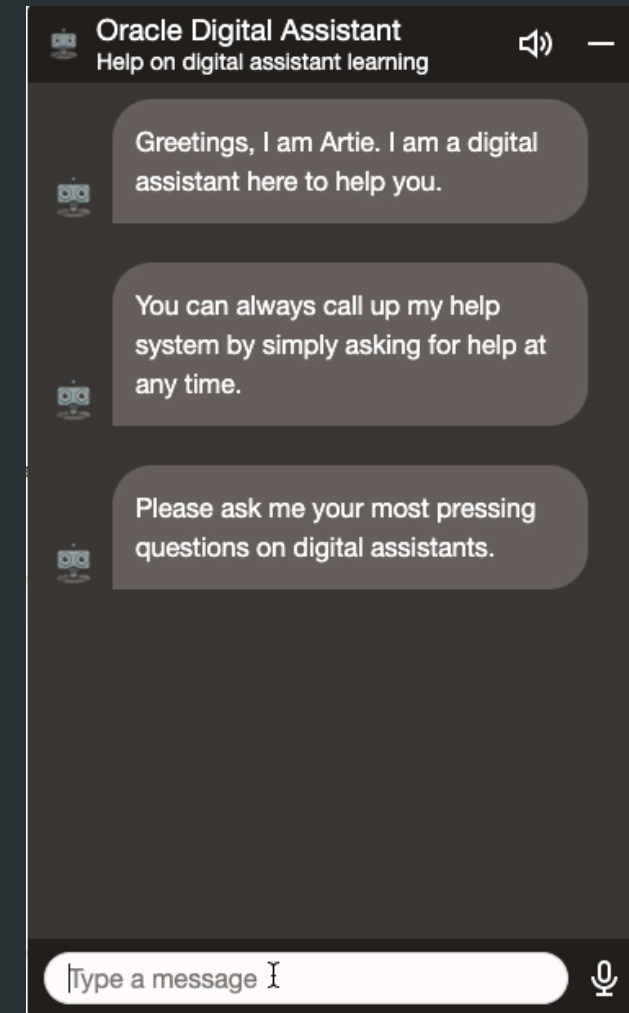 Oracle Digital Assistant
Help on digital assistant learning
Greetings, I am Artie. I am a digital
assistant here to help you.
You can always call up my help
system by simply asking for help at
any time.
Please ask me your most pressing
questions on digital assistants.
Type a message